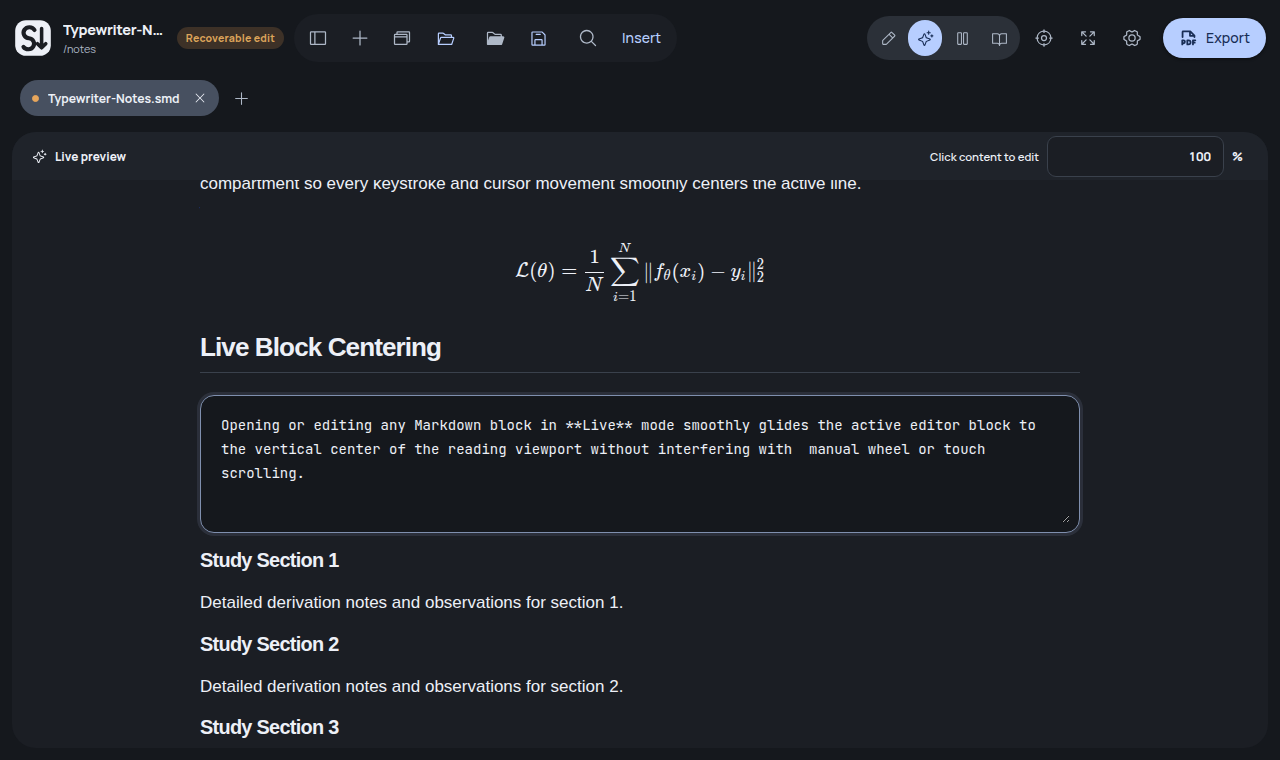 Typewriter-N...
/notes
Recoverable edit
Insert
Export
Typewriter-Notes.smd
Live preview
Click content to edit
100 %
compartment so every keystroke and cursor movement smoothly centers the active line.
ℒ(θ) = 1/N ∑_{i=1}^{N} ‖f_θ(x_i) − y_i‖_2^2
Live Block Centering
Opening or editing any Markdown block in **Live** mode smoothly glides the active editor block to
the vertical center of the reading viewport without interfering with  manual wheel or touch
scrolling.
Study Section 1
Detailed derivation notes and observations for section 1.
Study Section 2
Detailed derivation notes and observations for section 2.
Study Section 3